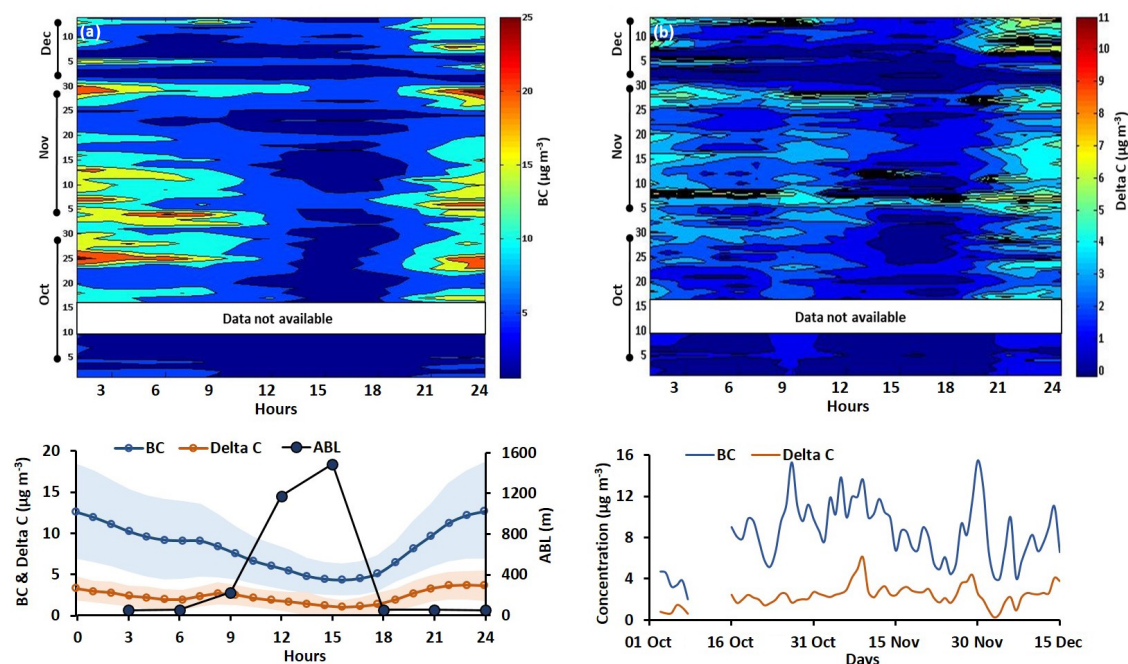 (a)
Dec
10
5
30
25
Nov
20
15
10
5
30
25
Oct
20
15
10
5
Data not available
3 6 9 12 15 18 21 24
Hours
25
20
15
10
5
BC (µg m⁻³)
(b)
Dec
10
5
30
25
Nov
20
15
10
5
30
25
Oct
20
15
10
5
Data not available
3 6 9 12 15 18 21 24
Hours
11
10
9
8
7
6
5
4
3
2
1
0
Delta C (µg m⁻³)
BC Delta C ABL
BC & Delta C (µg m⁻³)
20
15
10
5
0
0 3 6 9 12 15 18 21 24
Hours
1600
1200
800
400
0
ABL (m)
BC Delta C
Concentration (µg m⁻³)
16
12
8
4
0
01 Oct 16 Oct 31 Oct 15 Nov 30 Nov 15 Dec
Days